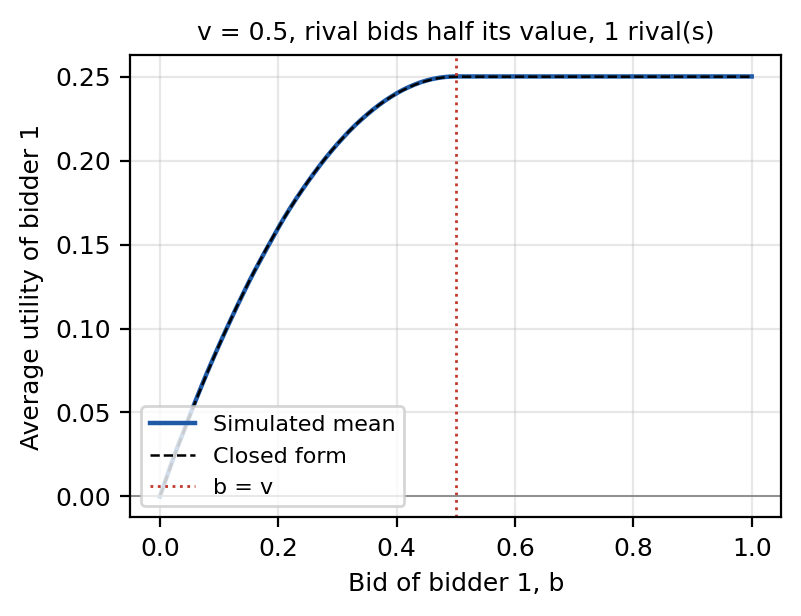 v = 0.5, rival bids half its value, 1 rival(s)
Average utility of bidder 1
0.25
0.20
0.15
0.10
0.05
0.00
Simulated mean
Closed form
b = v
0.0 0.2 0.4 0.6 0.8 1.0
Bid of bidder 1, b